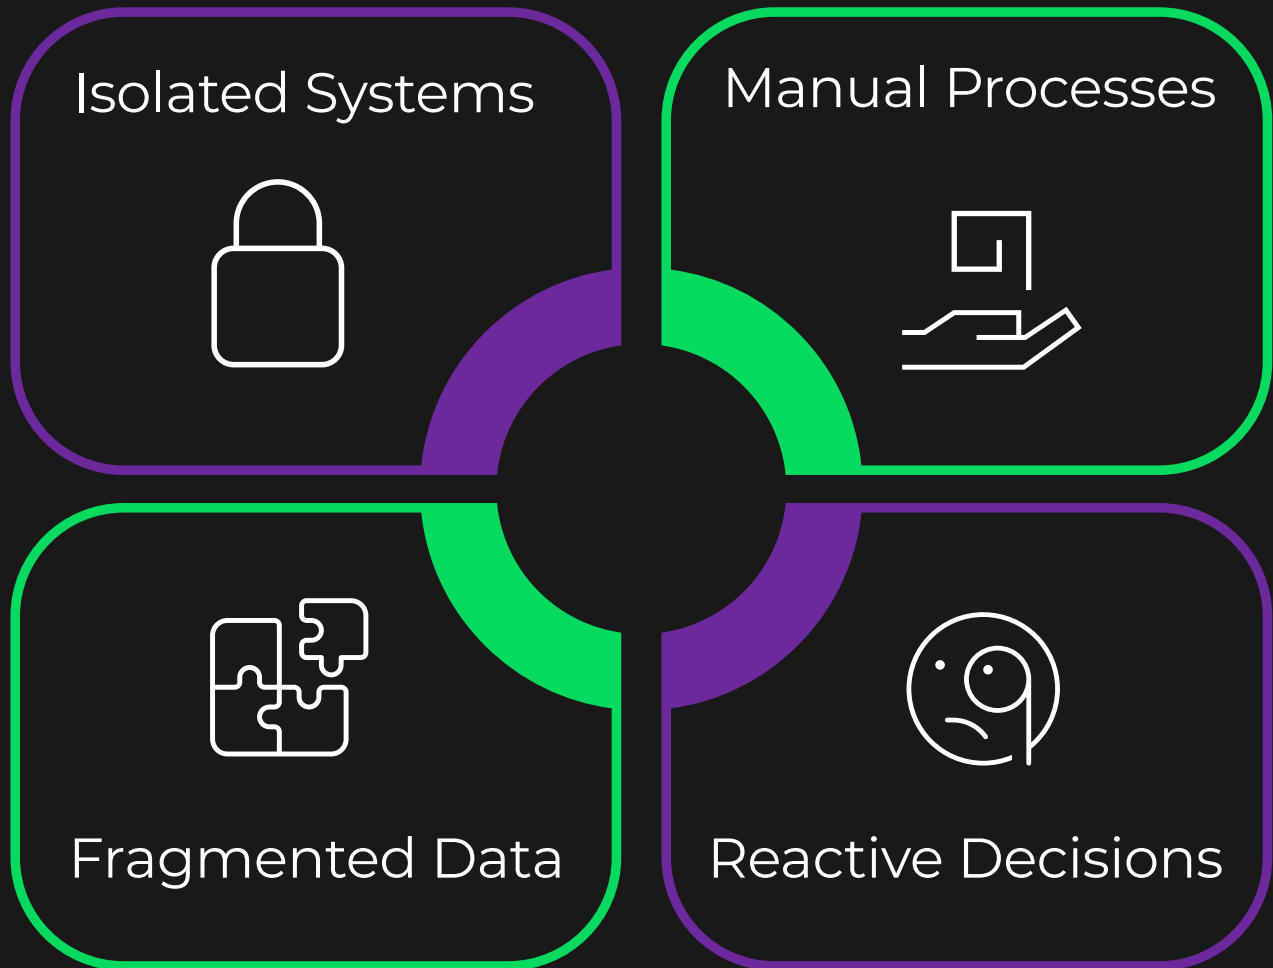 Isolated Systems
Manual Processes
Fragmented Data
Reactive Decisions